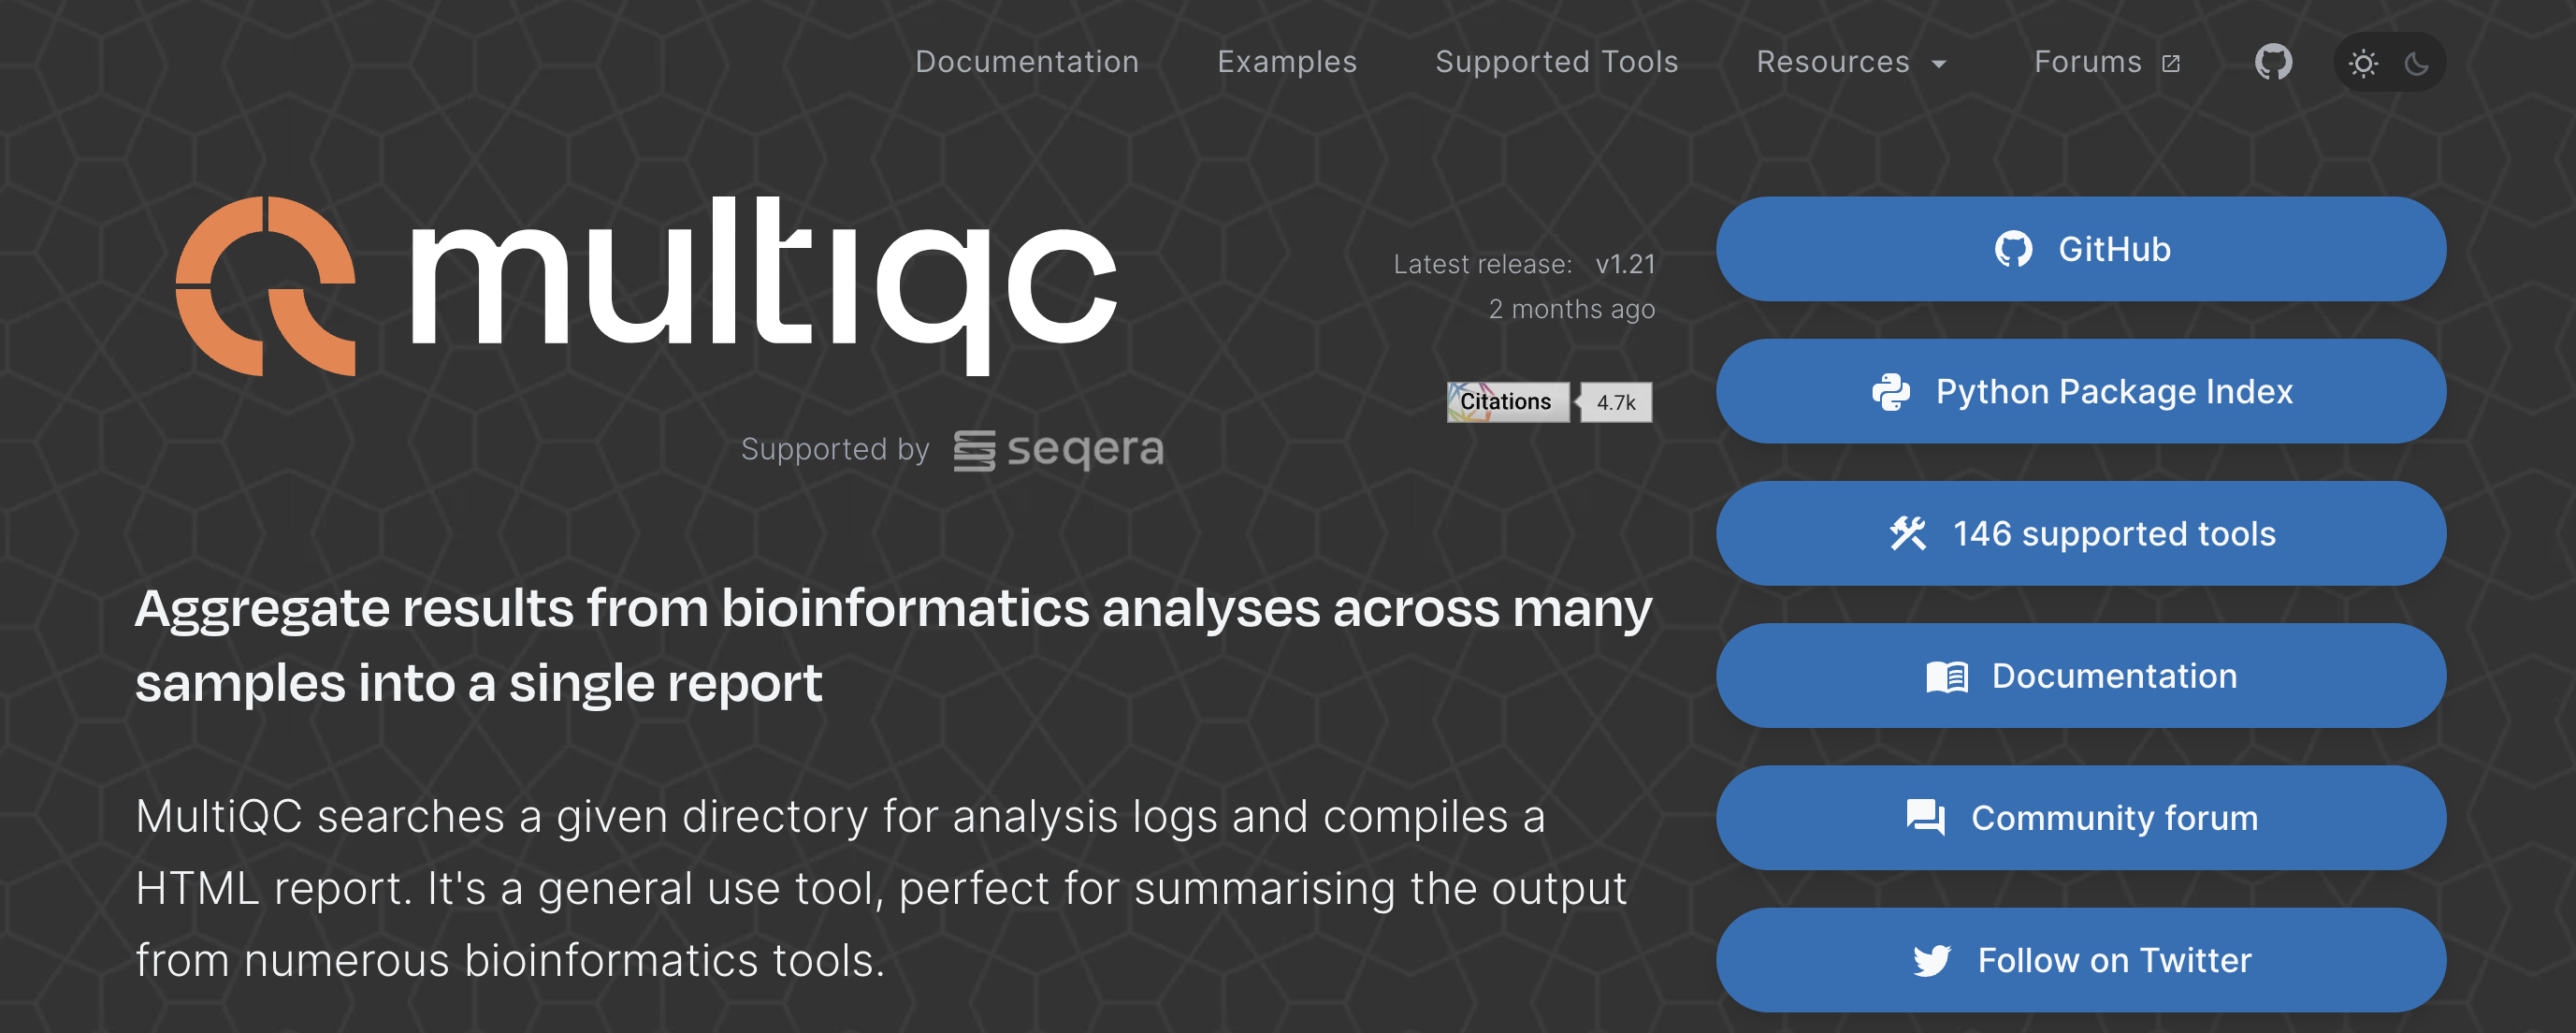 Documentation
Examples
Supported Tools
Resources
Forums
multiqc
Supported by seqera
Latest release: v1.21
2 months ago
Citations 4.7k
Aggregate results from bioinformatics analyses across many
samples into a single report
MultiQC searches a given directory for analysis logs and compiles a
HTML report. It's a general use tool, perfect for summarising the output
from numerous bioinformatics tools.
GitHub
Python Package Index
146 supported tools
Documentation
Community forum
Follow on Twitter